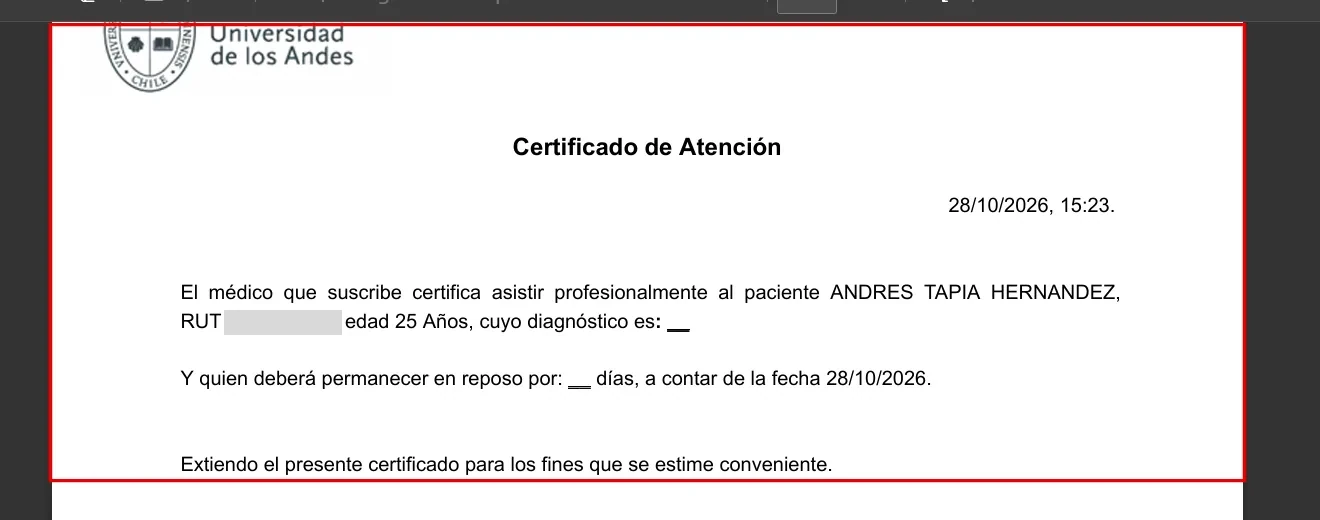 Universidad
de los Andes
CHILE
Certificado de Atención
28/10/2026, 15:23.
El médico que suscribe certifica asistir profesionalmente al paciente ANDRES TAPIA HERNANDEZ,
RUT edad 25 Años, cuyo diagnóstico es: __
Y quien deberá permanecer en reposo por: __ días, a contar de la fecha 28/10/2026.
Extiendo el presente certificado para los fines que se estime conveniente.